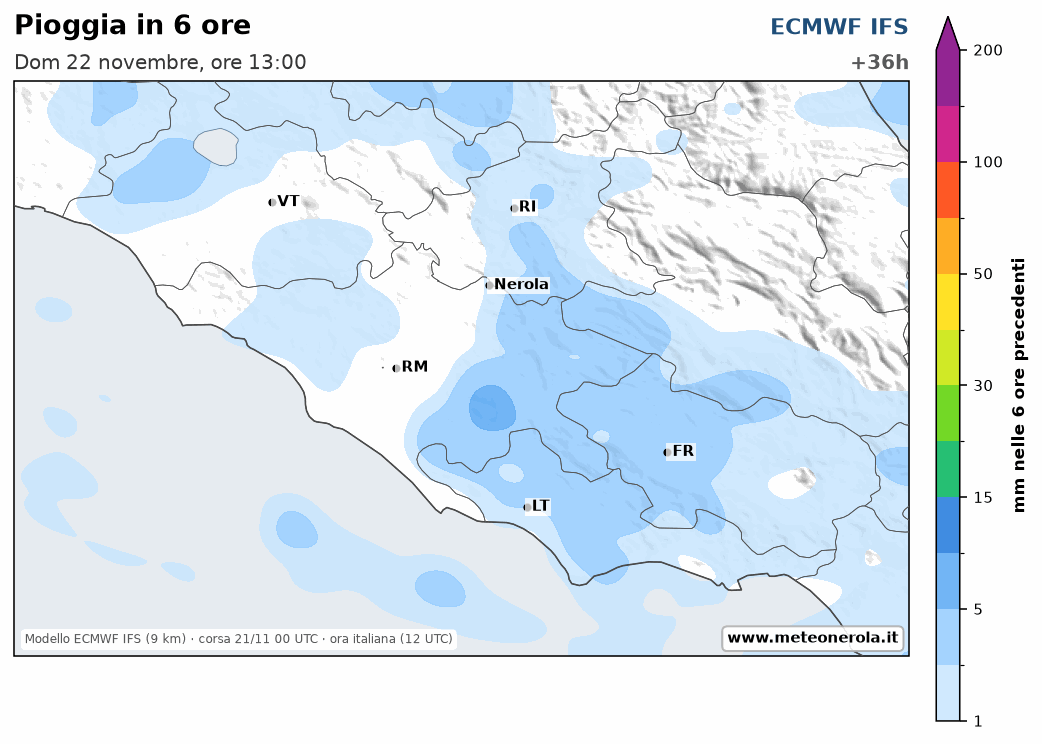 Pioggia in 6 ore
ECMWF IFS
Dom 22 novembre, ore 13:00
+36h
VT
RI
Nerola
RM
FR
LT
Modello ECMWF IFS (9 km) · corsa 21/11 00 UTC · ora italiana (12 UTC)
www.meteonerola.it
200
100
50
30
15
5
1
mm nelle 6 ore precedenti